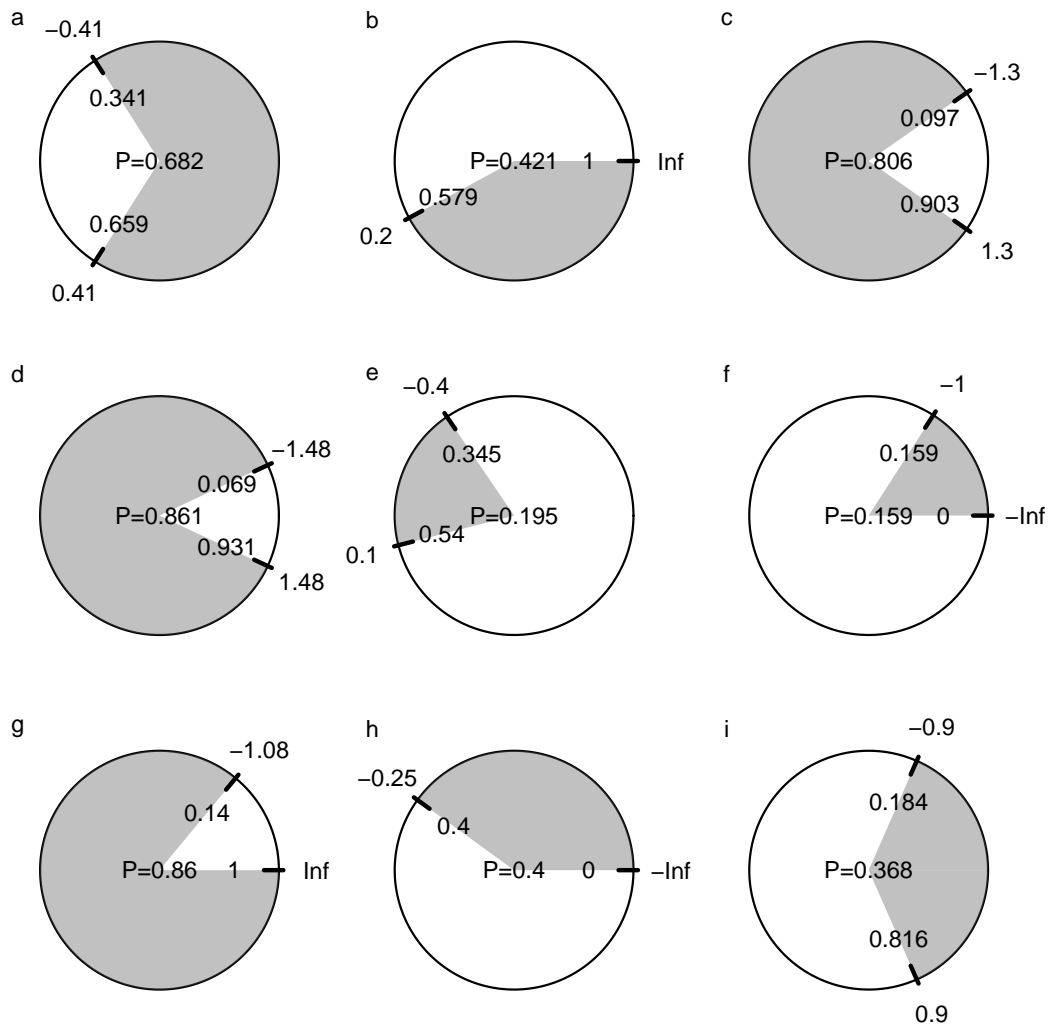 a
−0.41
0.341
P=0.682
0.659
0.41
b
P=0.421 1 Inf
0.579
0.2
c
−1.3
0.097
P=0.806
0.903
1.3
d
−1.48
0.069
P=0.861
0.931
1.48
e
−0.4
0.345
P=0.195
0.54
0.1
f
−1
0.159
P=0.159 0 −Inf
g
−1.08
0.14
P=0.86 1 Inf
h
−0.25
0.4
P=0.4 0 −Inf
i
−0.9
0.184
P=0.368
0.816
0.9